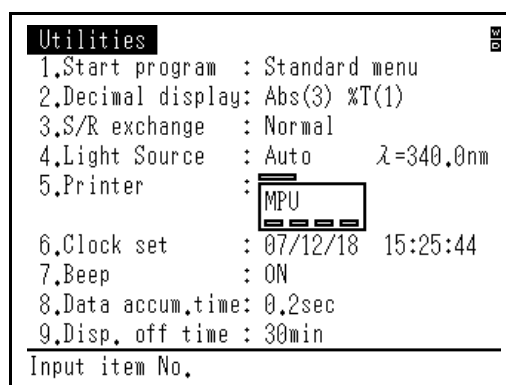 Utilities
W
D
1.Start program : Standard menu
2.Decimal display: Abs(3) %T(1)
3.S/R exchange : Normal
4.Light Source : Auto λ=340.0nm
5.Printer :
MPU
6.Clock set : 07/12/18 15:25:44
7.Beep : ON
8.Data accum.time: 0.2sec
9.Disp. off time : 30min
Input item No.